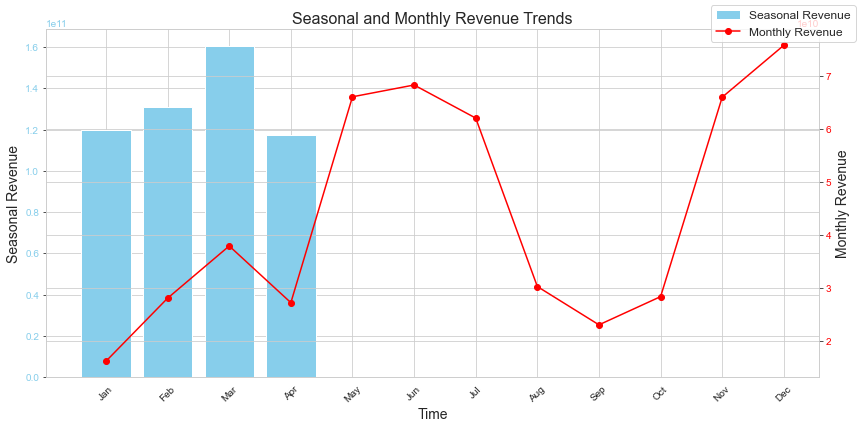 Seasonal and Monthly Revenue Trends
Seasonal Revenue
Monthly Revenue
1e11
1e10
1.6
1.4
1.2
1.0
0.8
0.6
0.4
0.2
0.0
Seasonal Revenue
7
6
5
4
3
2
Monthly Revenue
Jan Feb Mar Apr May Jun Jul Aug Sep Oct Nov Dec
Time